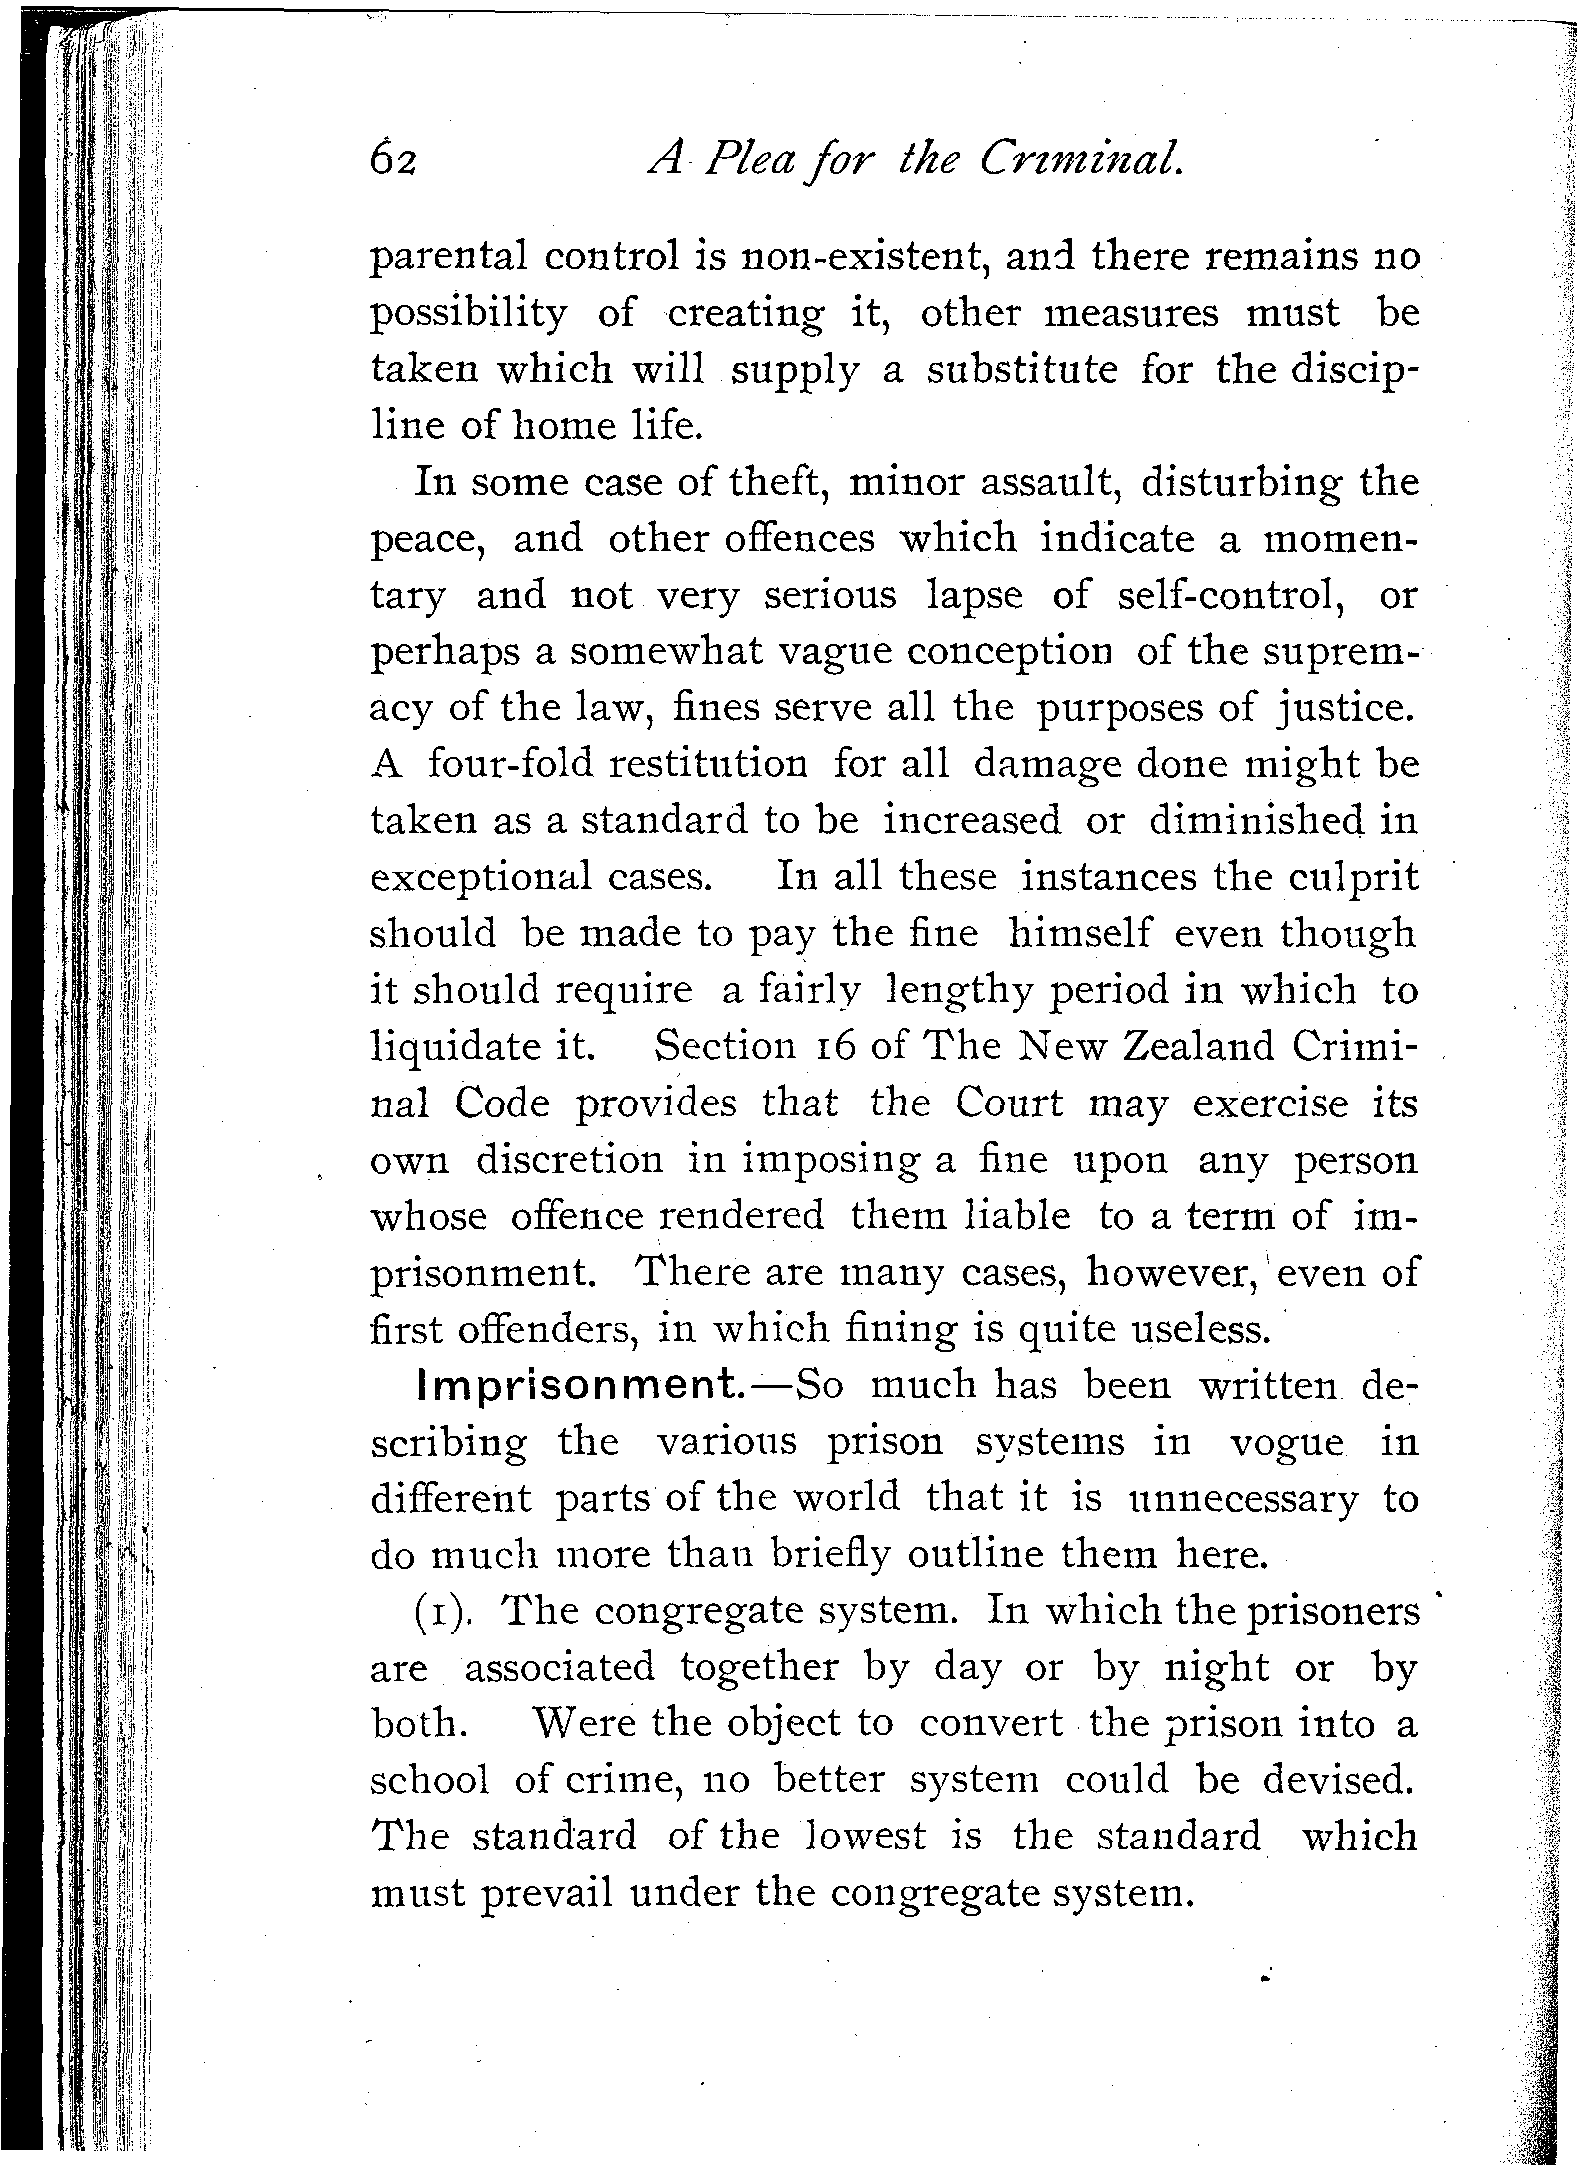 62 A Plea for the Criminal.
parental control is non-existent, and there remains no
possibility of creating it, other measures must be
taken which will supply a substitute for the discip-
line of home life.
In some case of theft, minor assault, disturbing the
peace, and other offences which indicate a momen-
tary and not very serious lapse of self-control, or
perhaps a somewhat vague conception of the suprem-
acy of the law, fines serve all the purposes of justice.
A four-fold restitution for all damage done might be
taken as a standard to be increased or diminished in
exceptional cases. In all these instances the culprit
should be made to pay the fine himself even though
it should require a fairly lengthy period in which to
liquidate it. Section 16 of The New Zealand Crimi-
nal Code provides that the Court may exercise its
own discretion in imposing a fine upon any person
whose offence rendered them liable to a term of im-
prisonment. There are many cases, however, even of
first offenders, in which fining is quite useless.
Imprisonment.—So much has been written de-
scribing the various prison systems in vogue in
different parts of the world that it is unnecessary to
do much more than briefly outline them here.
(1). The congregate system. In which the prisoners
are associated together by day or by night or by
both. Were the object to convert the prison into a
school of crime, no better system could be devised.
The standard of the lowest is the standard which
must prevail under the congregate system.